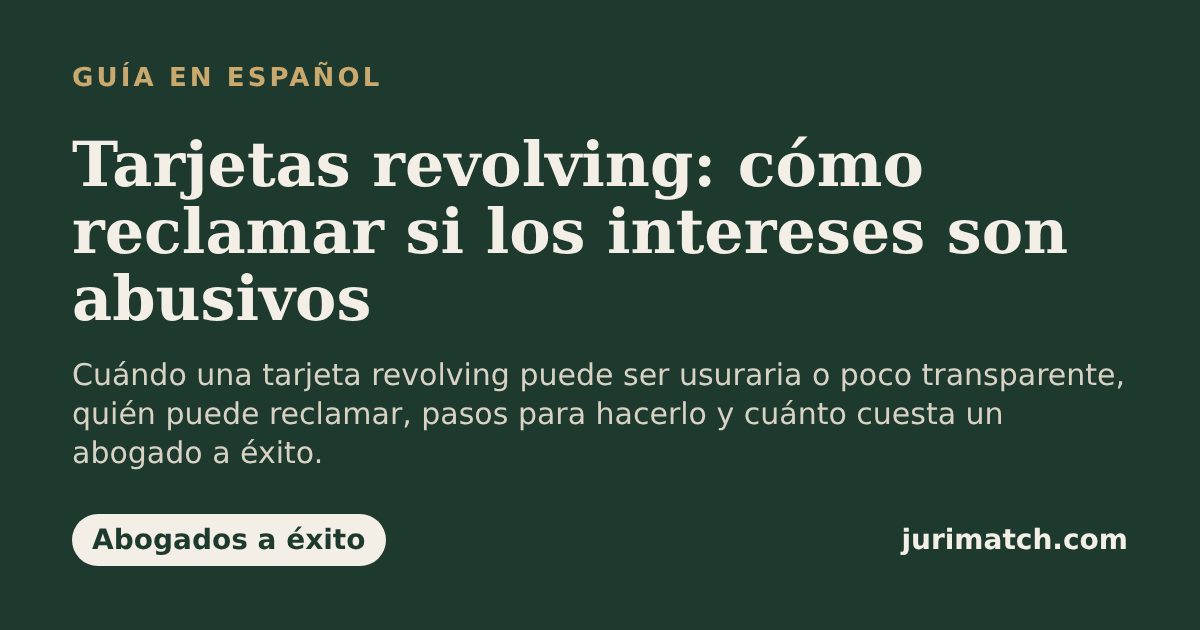 GUÍA EN ESPAÑOL
Tarjetas revolving: cómo
reclamar si los intereses son
abusivos
Cuándo una tarjeta revolving puede ser usuraria o poco transparente,
quién puede reclamar, pasos para hacerlo y cuánto cuesta un
abogado a éxito.
Abogados a éxito
jurimatch.com